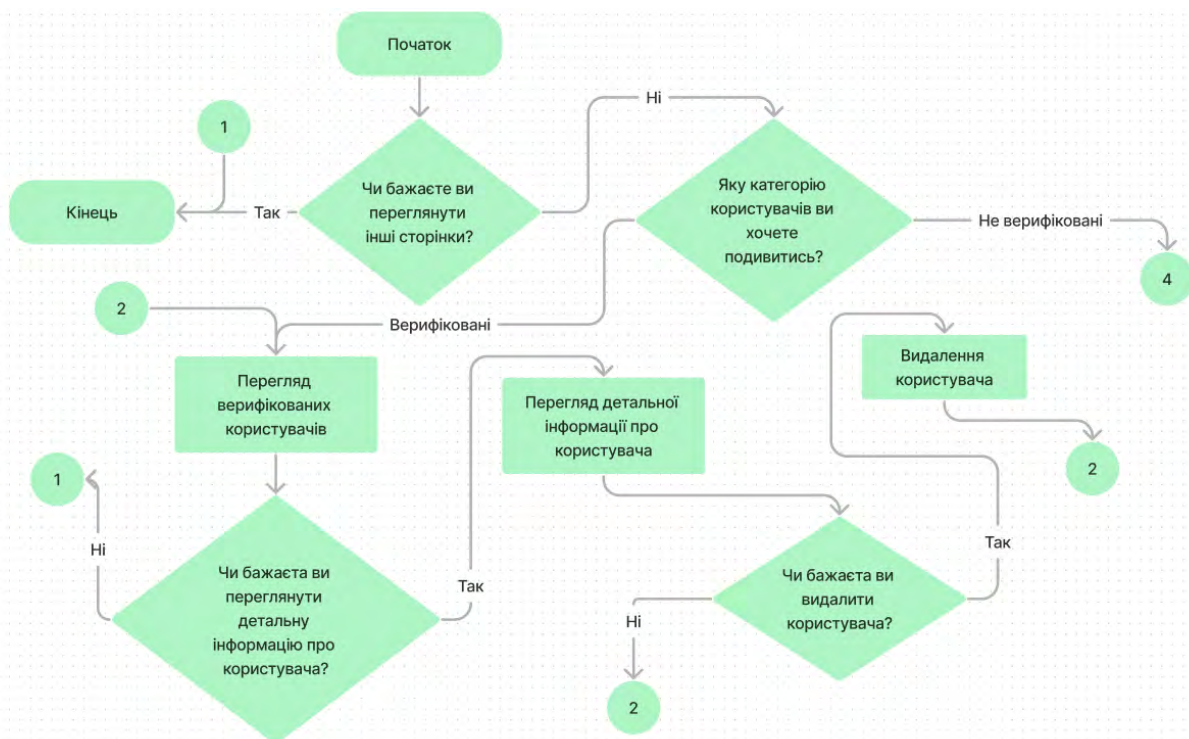 Початок
Ні
1
Чи бажаєте ви
переглянути
інші сторінки?
Яку категорію
користувачів ви
хочете
подивитись?
Кінець
Так
Не верифіковані
4
2
Верифіковані
Перегляд
верифікованих
користувачів
Перегляд детальної
інформації про
користувача
Видалення
користувача
1
2
Ні
Так
Так
Чи бажаєта ви
переглянути
детальну
інформацію про
користувача?
Чи бажаєта ви
видалити
користувача?
Ні
2